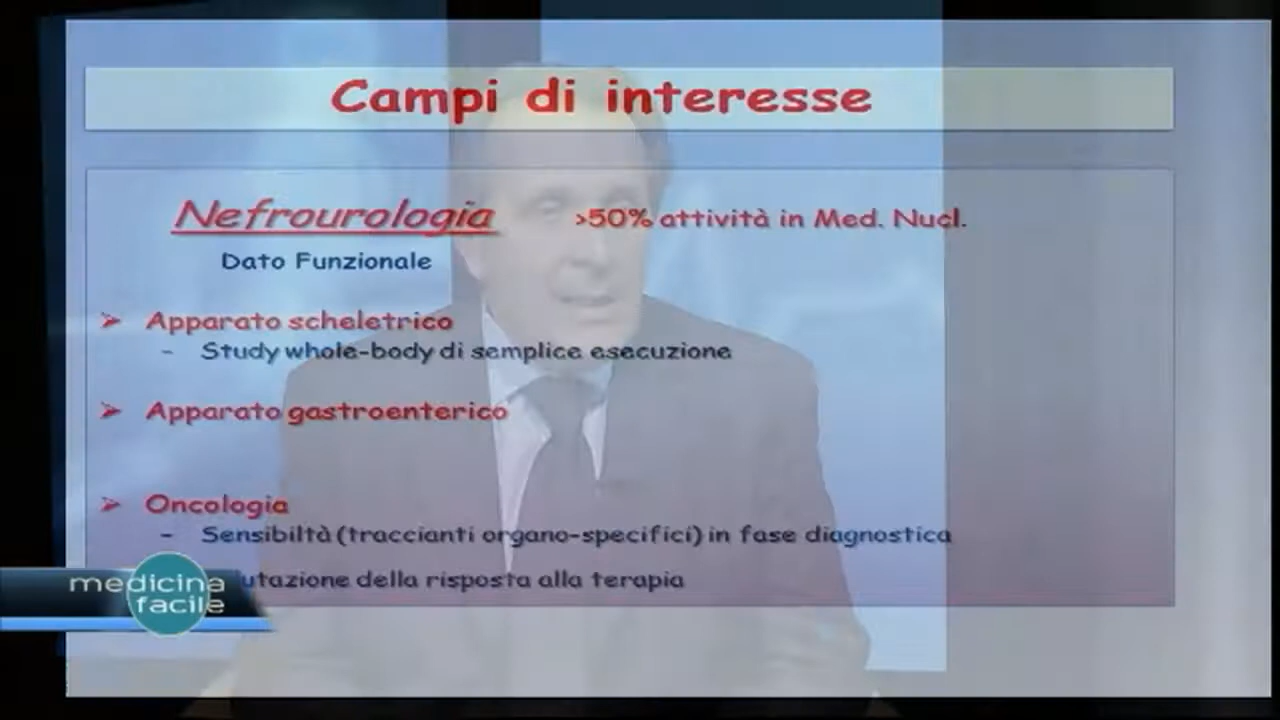 Campi di interesse
Nefrourologia >50% attività in Med. Nucl.
Dato Funzionale
➢ Apparato scheletrico
- Study whole-body di semplice esecuzione
➢ Apparato gastroenterico
➢ Oncologia
- Sensibiltà (traccianti organo-specifici) in fase diagnostica
della risposta alla terapia
medicina
facile